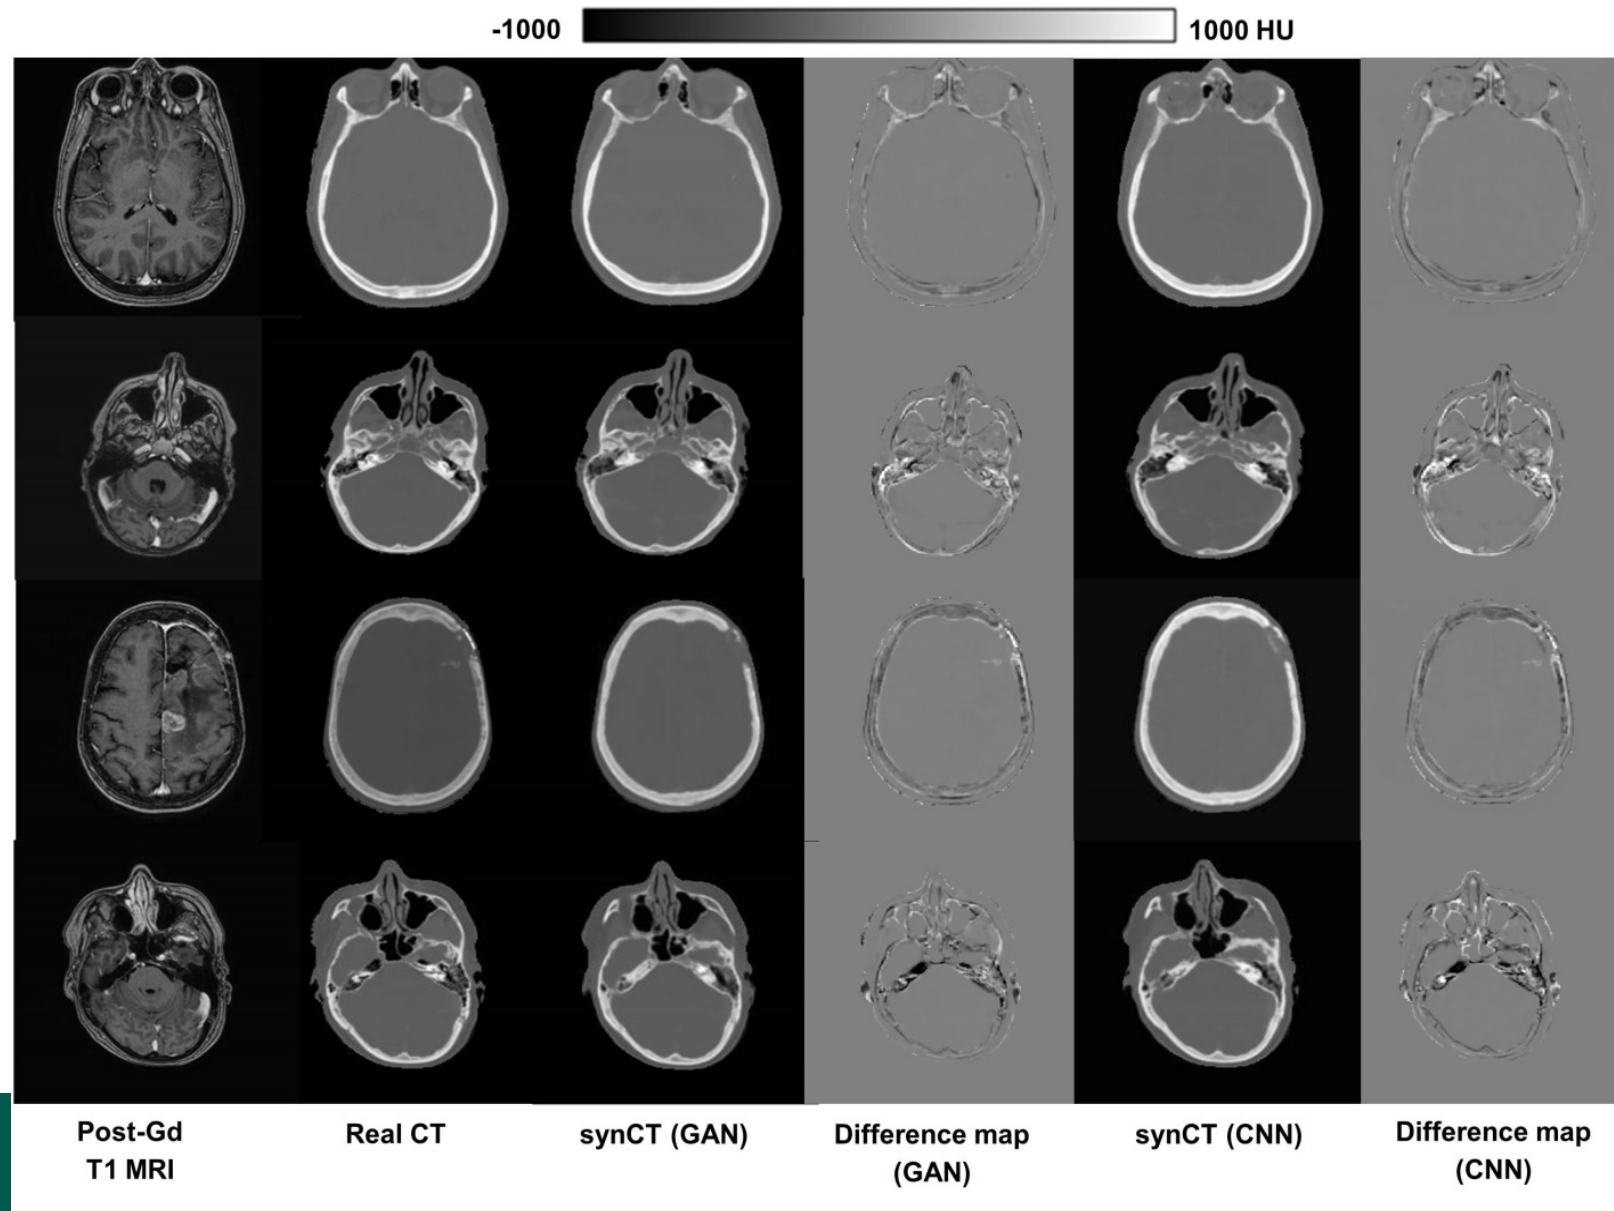 -1000 1000 HU
Post-Gd
T1 MRI
Real CT
synCT (GAN)
Difference map
(GAN)
synCT (CNN)
Difference map
(CNN)